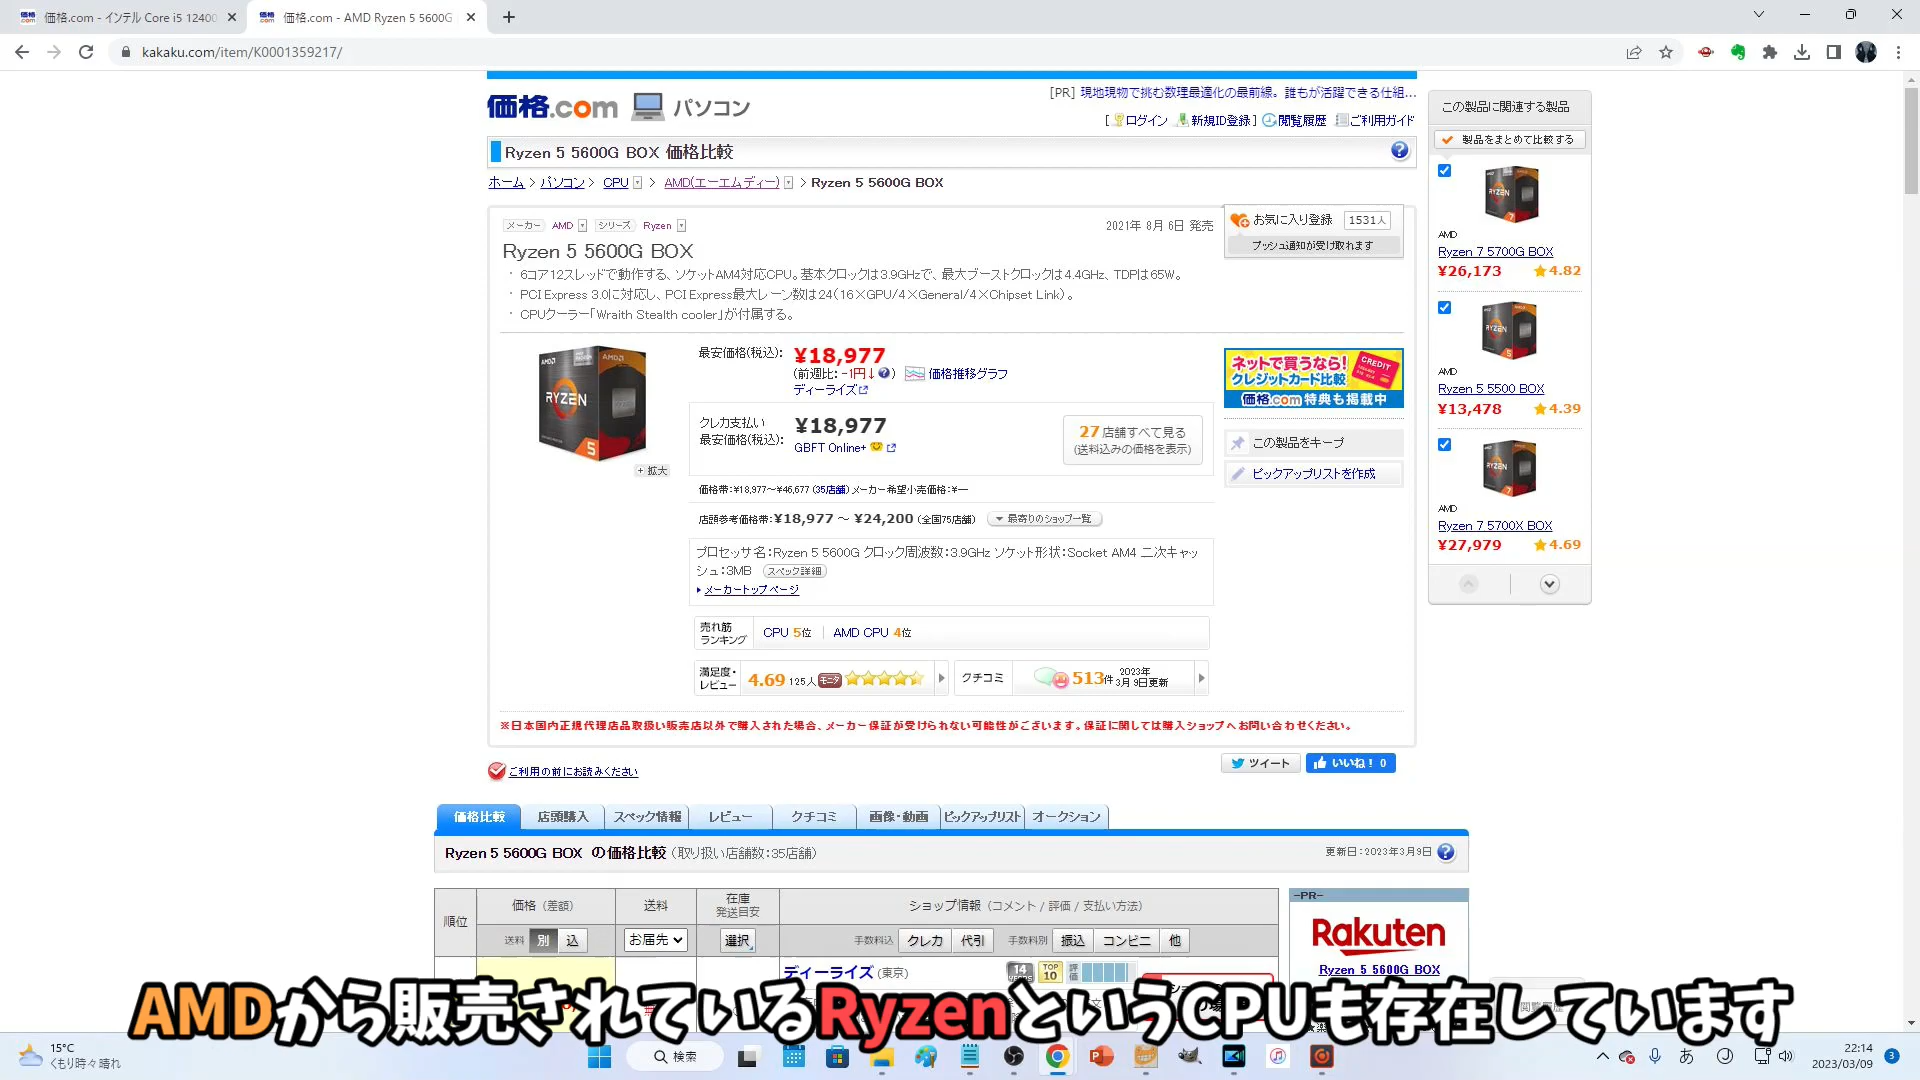 価格.com - インテル Core i5 12400
価格.com - AMD Ryzen 5 5600G
kakaku.com/item/K0001359217/
価格.com パソコン
[PR] 現地現物で挑む数理最適化の最前線。誰もが活躍できる仕組...
[ ログイン 新規ID登録 ] 閲覧履歴 ご利用ガイド
Ryzen 5 5600G BOX 価格比較
ホーム > パソコン > CPU > AMD(エーエムディー) > Ryzen 5 5600G BOX
メーカー AMD シリーズ Ryzen
2021年 8月 6日 発売
お気に入り登録 1531人
プッシュ通知が受け取れます
Ryzen 5 5600G BOX
・ 6コア12スレッドで動作する、ソケットAM4対応CPU。基本クロックは3.9GHzで、最大ブーストクロックは4.4GHz、TDPは65W。
・ PCI Express 3.0に対応し、PCI Express最大レーン数は24(16×GPU/4×General/4×Chipset Link)。
・ CPUクーラー「Wraith Stealth cooler」が付属する。
AMD
RYZEN
5
+ 拡大
最安価格(税込): ¥18,977
(前週比: -1円↓) 価格推移グラフ
ディーライズ
クレカ支払い
最安価格(税込): ¥18,977
GBFT Online+
27 店舗すべて見る
(送料込みの価格を表示)
価格帯:¥18,977～¥46,677 (35店舗) メーカー希望小売価格:¥―
店頭参考価格帯:¥18,977 ～ ¥24,200 (全国75店舗) 最寄りのショップ一覧
プロセッサ名:Ryzen 5 5600G クロック周波数:3.9GHz ソケット形状:Socket AM4 二次キャッ
シュ:3MB スペック詳細
メーカートップページ
売れ筋
ランキング
CPU 5位 AMD CPU 4位
満足度・
レビュー
4.69 125人 モニタ
クチコミ
513件
2023年
3月 9日更新
※日本国内正規代理店品取扱い販売店以外で購入された場合、メーカー保証が受けられない可能性がございます。保証に関しては購入ショップへお問い合わせください。
ネットで買うなら!
クレジットカード比較
CREDIT
価格.com 特典も掲載中
この製品をキープ
ピックアップリストを作成
ご利用の前にお読みください
ツイート
いいね! 0
この製品に関連する製品
製品をまとめて比較する
AMD
Ryzen 7 5700G BOX
¥26,173 4.82
AMD
Ryzen 5 5500 BOX
¥13,478 4.39
AMD
Ryzen 7 5700X BOX
¥27,979 4.69
価格比較 店頭購入 スペック情報 レビュー クチコミ 画像・動画 ピックアップリスト オークション
Ryzen 5 5600G BOX の価格比較 (取り扱い店舗数:35店舗)
更新日:2023年3月9日
順位
価格 (差額)
送料
在庫
発送目安
ショップ情報 (コメント / 評価 / 支払い方法)
送料 別 込
お届先
選択
手数料込 クレカ 代引 手数料別 振込 コンビニ 他
ディーライズ (東京)
14
YEARS
TOP
10
評価
-PR-
Rakuten
Ryzen 5 5600G BOX
AMDから販売されているRyzenというCPUも存在しています
15°C
くもり時々晴れ
検索
あ
22:14
2023/03/09
3